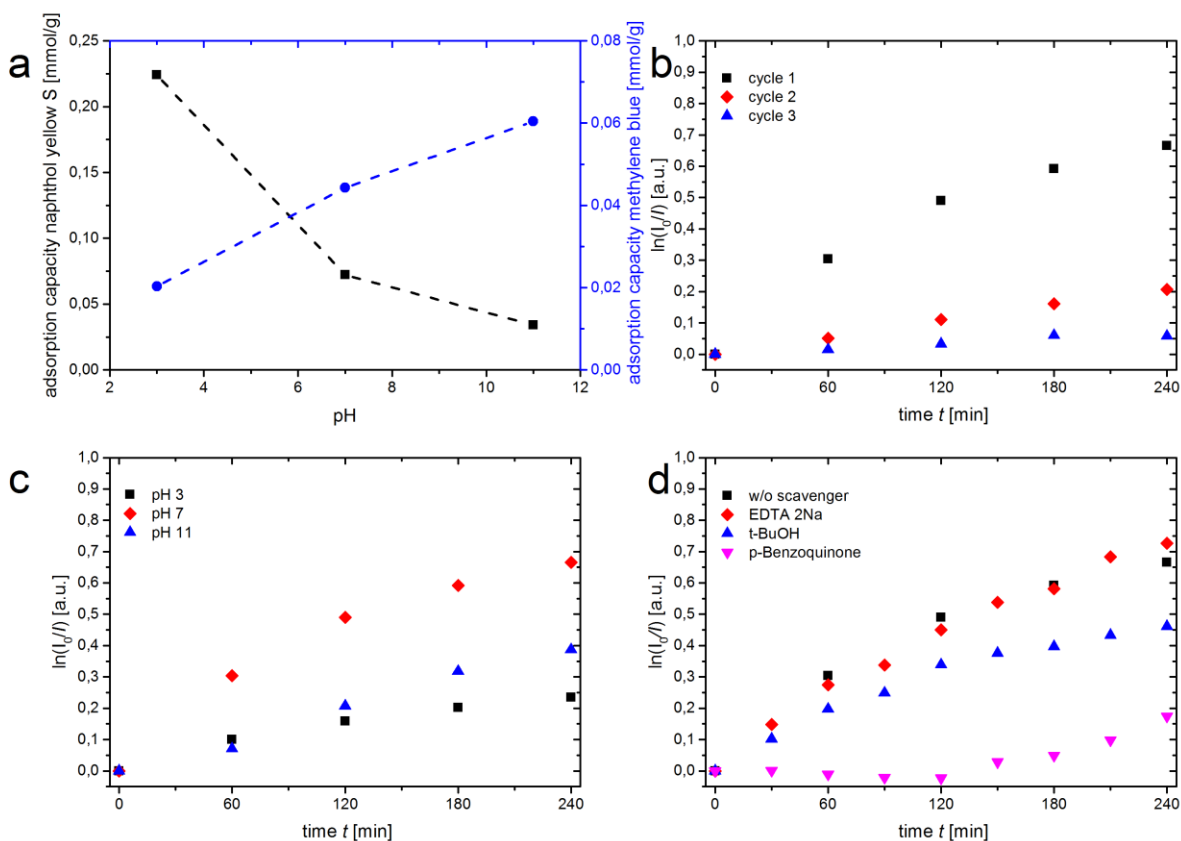 a
adsorption capacity naphthol yellow S [mmol/g]
0,25
0,20
0,15
0,10
0,05
0,00
2
4
6
8
10
12
pH
0,08
0,06
0,04
0,02
0,00
adsorption capacity methylene blue [mmol/g]
b
ln(I₀/I) [a.u.]
1,0
0,9
0,8
0,7
0,6
0,5
0,4
0,3
0,2
0,1
0,0
cycle 1
cycle 2
cycle 3
0
60
120
180
240
time t [min]
c
ln(I₀/I) [a.u.]
1,0
0,9
0,8
0,7
0,6
0,5
0,4
0,3
0,2
0,1
0,0
pH 3
pH 7
pH 11
0
60
120
180
240
time t [min]
d
ln(I₀/I) [a.u.]
1,0
0,9
0,8
0,7
0,6
0,5
0,4
0,3
0,2
0,1
0,0
w/o scavenger
EDTA 2Na
t-BuOH
p-Benzoquinone
0
60
120
180
240
time t [min]